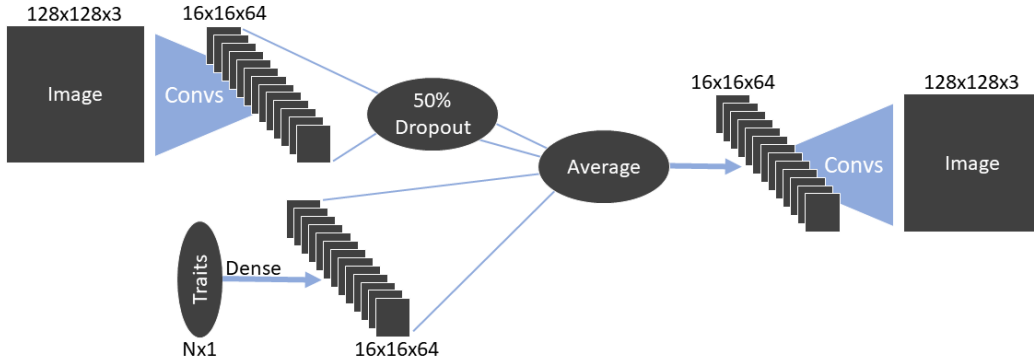 128x128x3
Image
Convs
16x16x64
50%
Dropout
Average
16x16x64
Convs
128x128x3
Image
Traits
Nx1
Dense
16x16x64